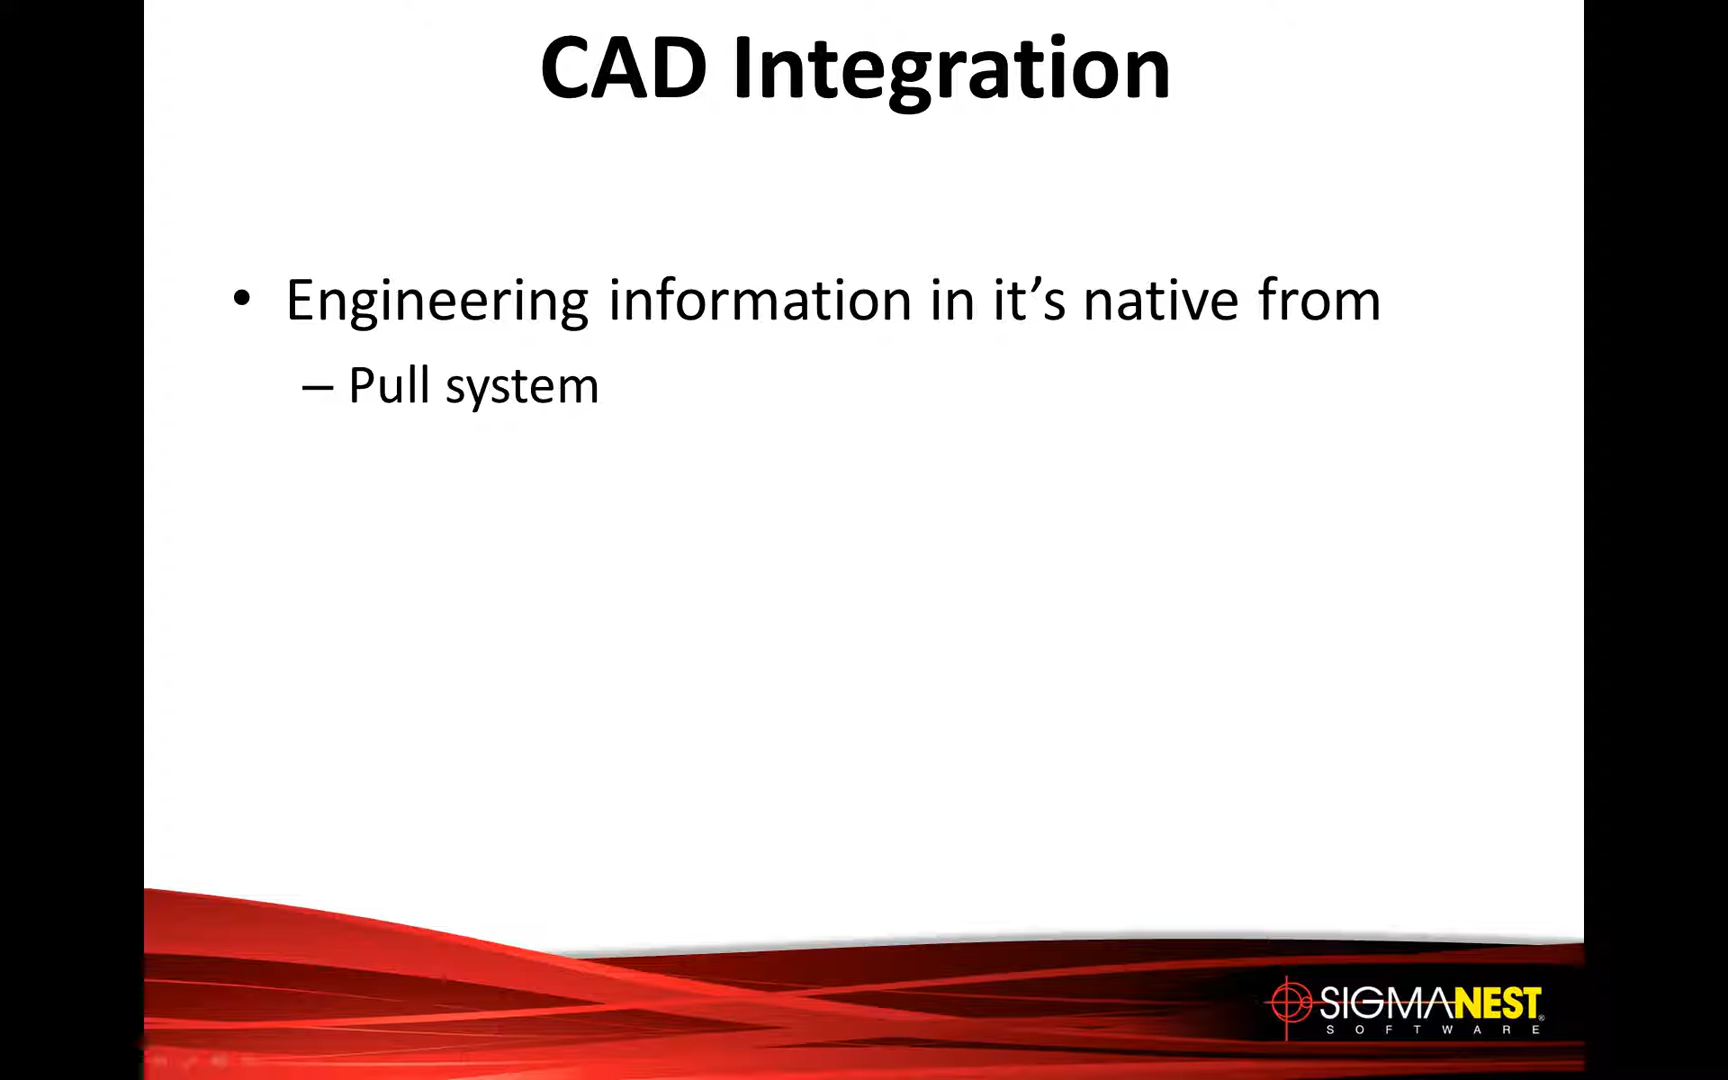 CAD Integration
• Engineering information in it’s native from
– Pull system
SIGMANEST®
SOFTWARE